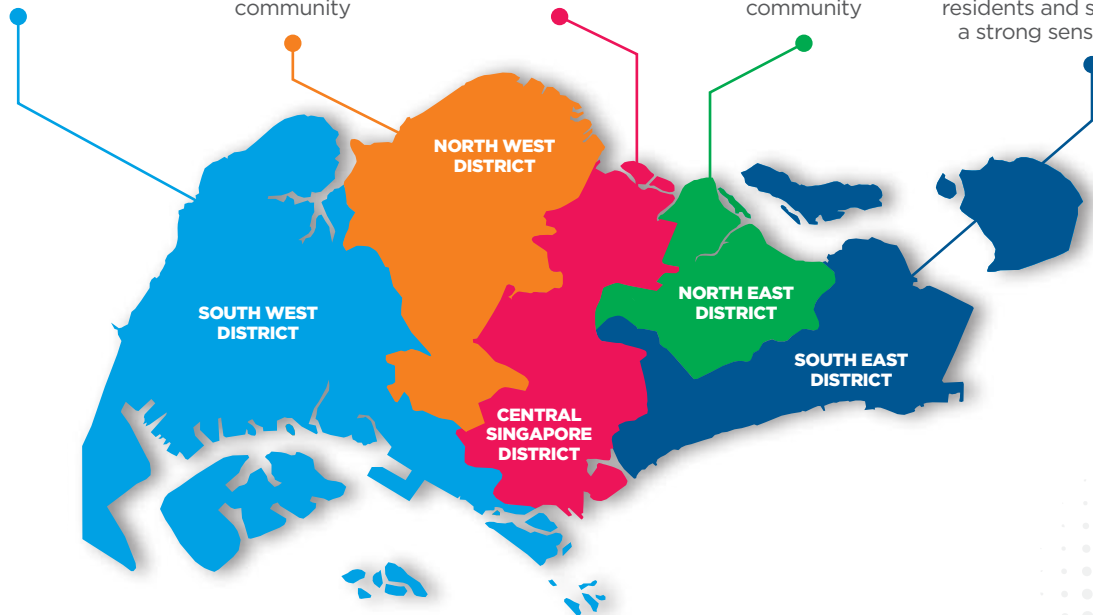 community
community
residents and s
a strong sens
NORTH WEST
DISTRICT
SOUTH WEST
DISTRICT
NORTH EAST
DISTRICT
SOUTH EAST
DISTRICT
CENTRAL
SINGAPORE
DISTRICT